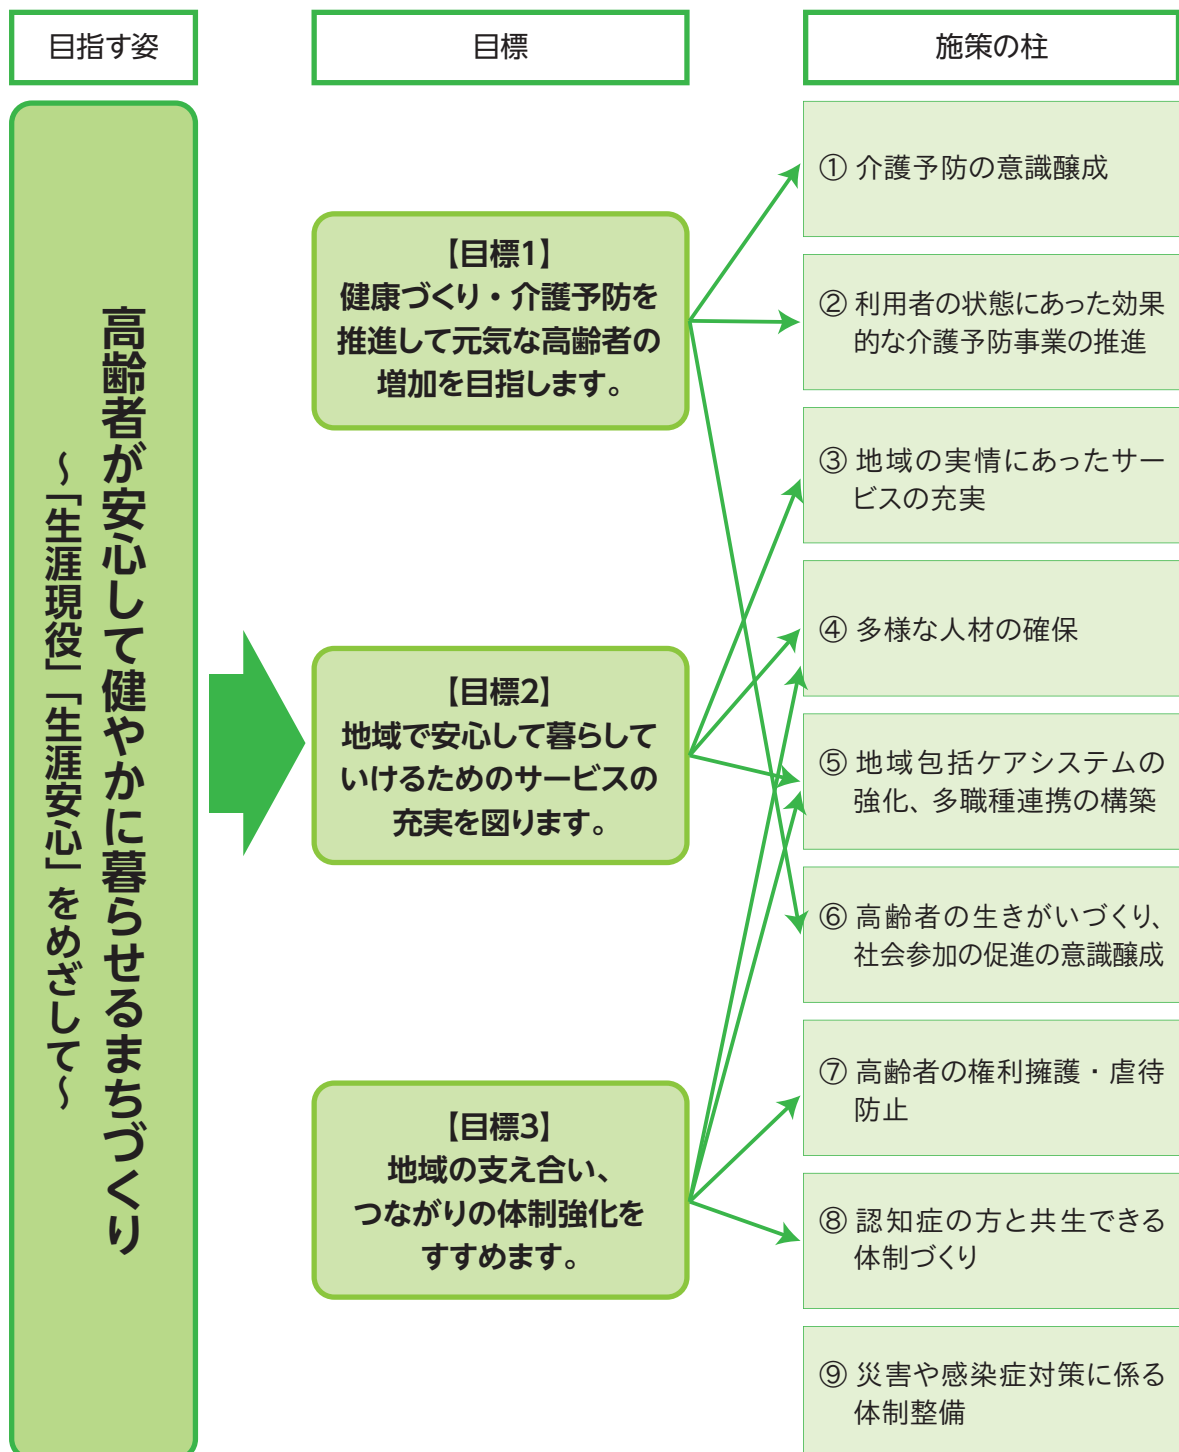 目指す姿
目標
施策の柱
高齢者が安心して健やかに暮らせるまちづくり
～「生涯現役」「生涯安心」をめざして～
【目標1】
健康づくり・介護予防を
推進して元気な高齢者の
増加を目指します。
【目標2】
地域で安心して暮らして
いけるためのサービスの
充実を図ります。
【目標3】
地域の支え合い、
つながりの体制強化を
すすめます。
① 介護予防の意識醸成
② 利用者の状態にあった効果
的な介護予防事業の推進
③ 地域の実情にあったサー
ビスの充実
④ 多様な人材の確保
⑤ 地域包括ケアシステムの
強化、多職種連携の構築
⑥ 高齢者の生きがいづくり、
社会参加の促進の意識醸成
⑦ 高齢者の権利擁護・虐待
防止
⑧ 認知症の方と共生できる
体制づくり
⑨ 災害や感染症対策に係る
体制整備